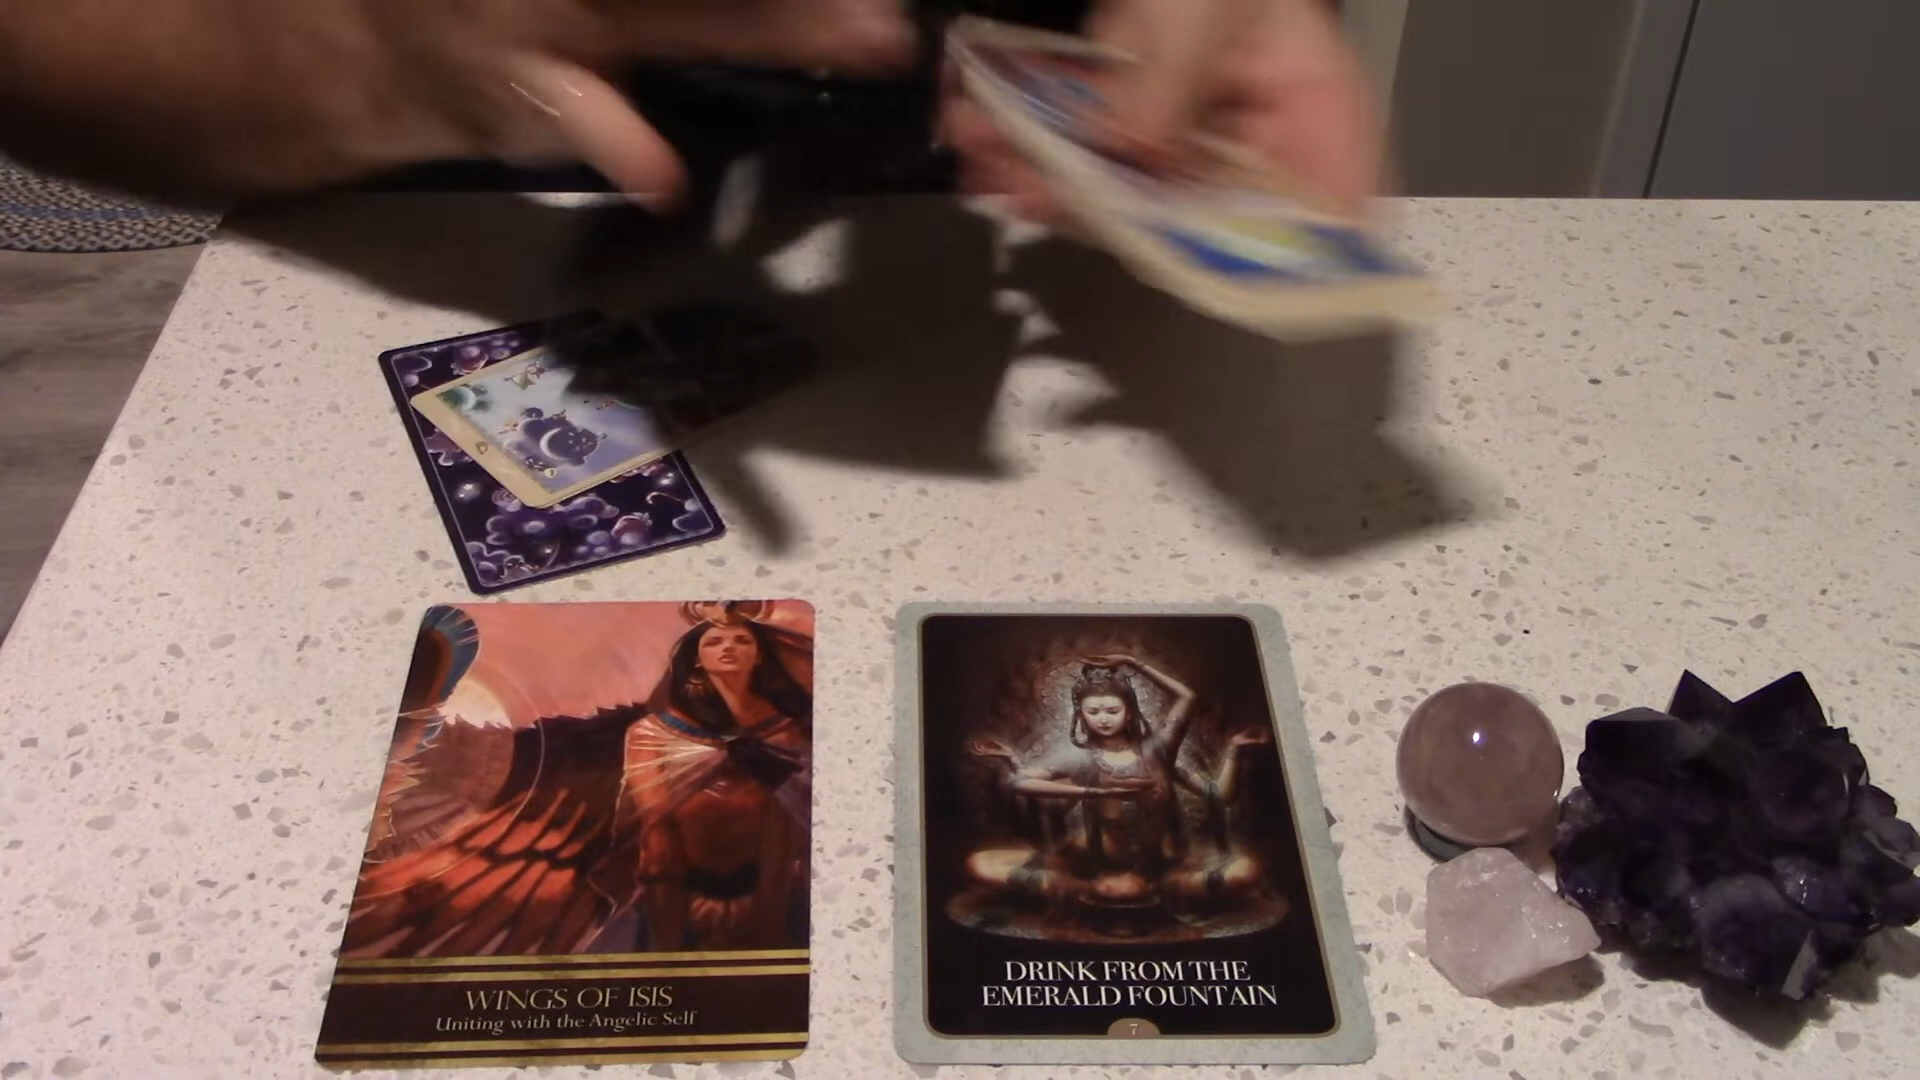 WINGS OF ISIS
Uniting with the Angelic Self
DRINK FROM THE
EMERALD FOUNTAIN
7